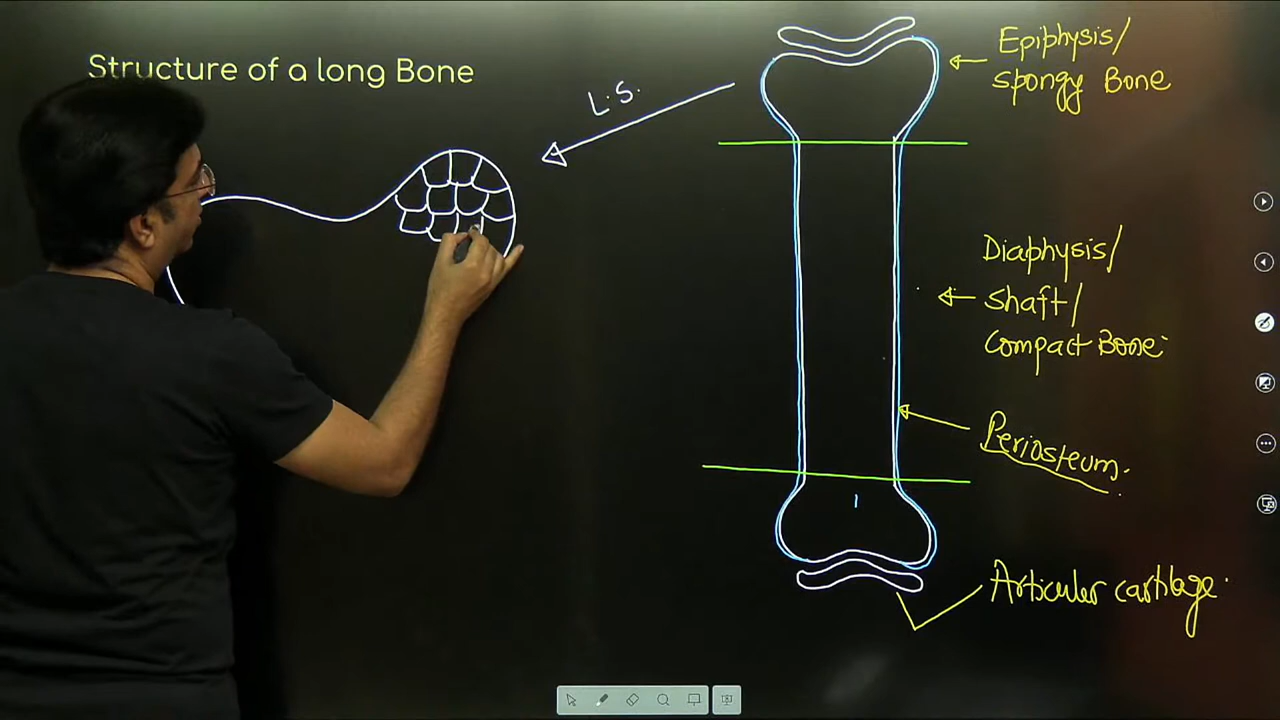 Structure of a long Bone
L.S.
Epiphysis/
spongy Bone
Diaphysis/
Shaft/
Compact Bone
Periosteum.
Articular cartilage